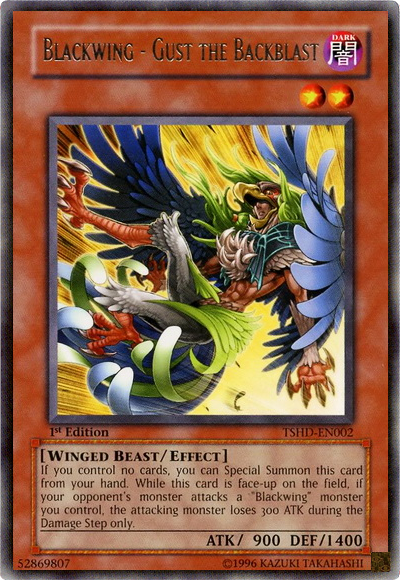 BLACKWING - GUST THE BACKBLAST
DARK
闇
1st Edition
TSHD-EN002
[WINGED BEAST/EFFECT]
If you control no cards, you can Special Summon this card
from your hand. While this card is face-up on the field, if
your opponent's monster attacks a "Blackwing" monster
you control, the attacking monster loses 300 ATK during the
Damage Step only.
ATK/ 900 DEF/1400
52869807
©1996 KAZUKI TAKAHASHI